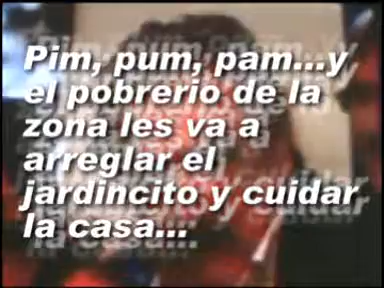 Pim, pum, pam...y
el pobrerio de la
zona les va a
arreglar el
jardincito y cuidar
la casa...